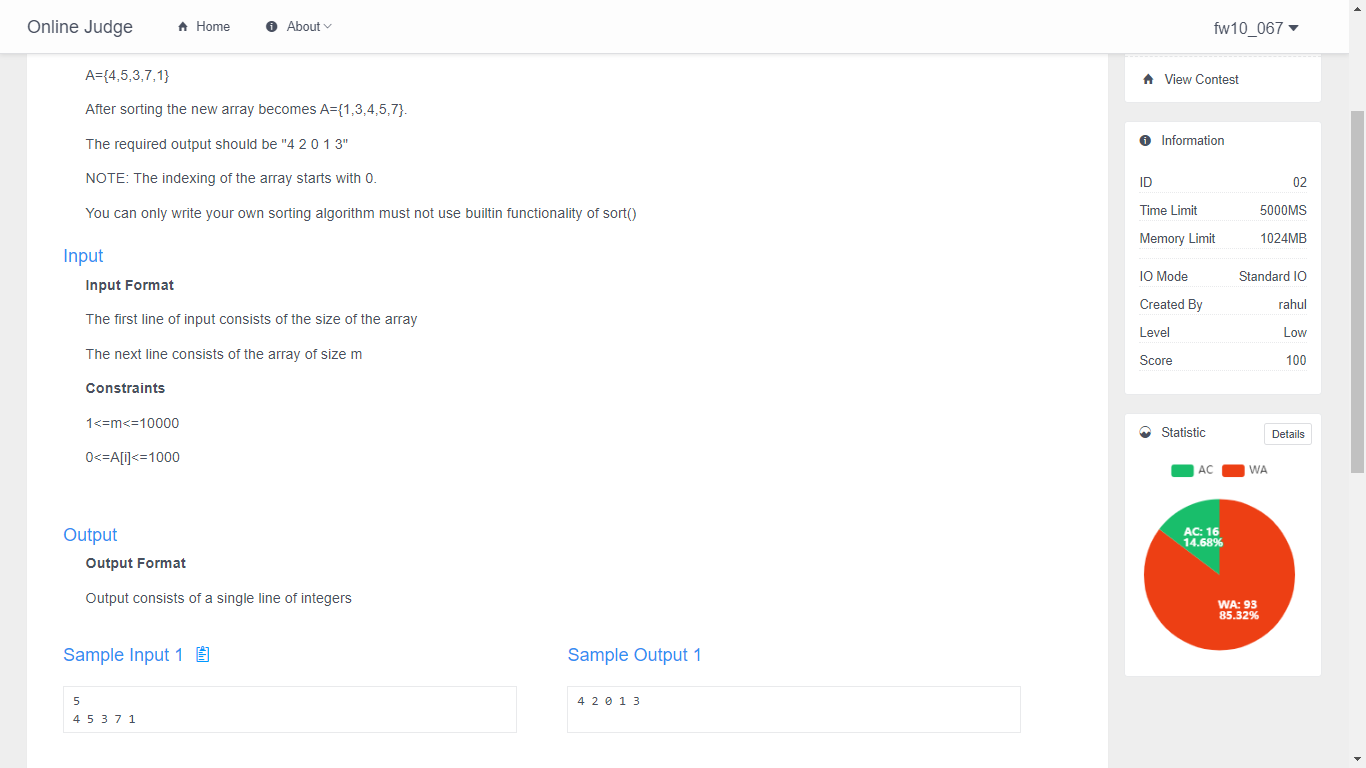 Online Judge
Home
About
fw10_067
A={4,5,3,7,1}
After sorting the new array becomes A={1,3,4,5,7}.
The required output should be "4 2 0 1 3"
NOTE: The indexing of the array starts with 0.
You can only write your own sorting algorithm must not use builtin functionality of sort()
Input
Input Format
The first line of input consists of the size of the array
The next line consists of the array of size m
Constraints
1<=m<=10000
0<=A[i]<=1000
Output
Output Format
Output consists of a single line of integers
Sample Input 1
5
4 5 3 7 1
Sample Output 1
4 2 0 1 3
View Contest
Information
ID 02
Time Limit 5000MS
Memory Limit 1024MB
IO Mode Standard IO
Created By rahul
Level Low
Score 100
Statistic
Details
AC WA
AC: 16
14.68%
WA: 93
85.32%